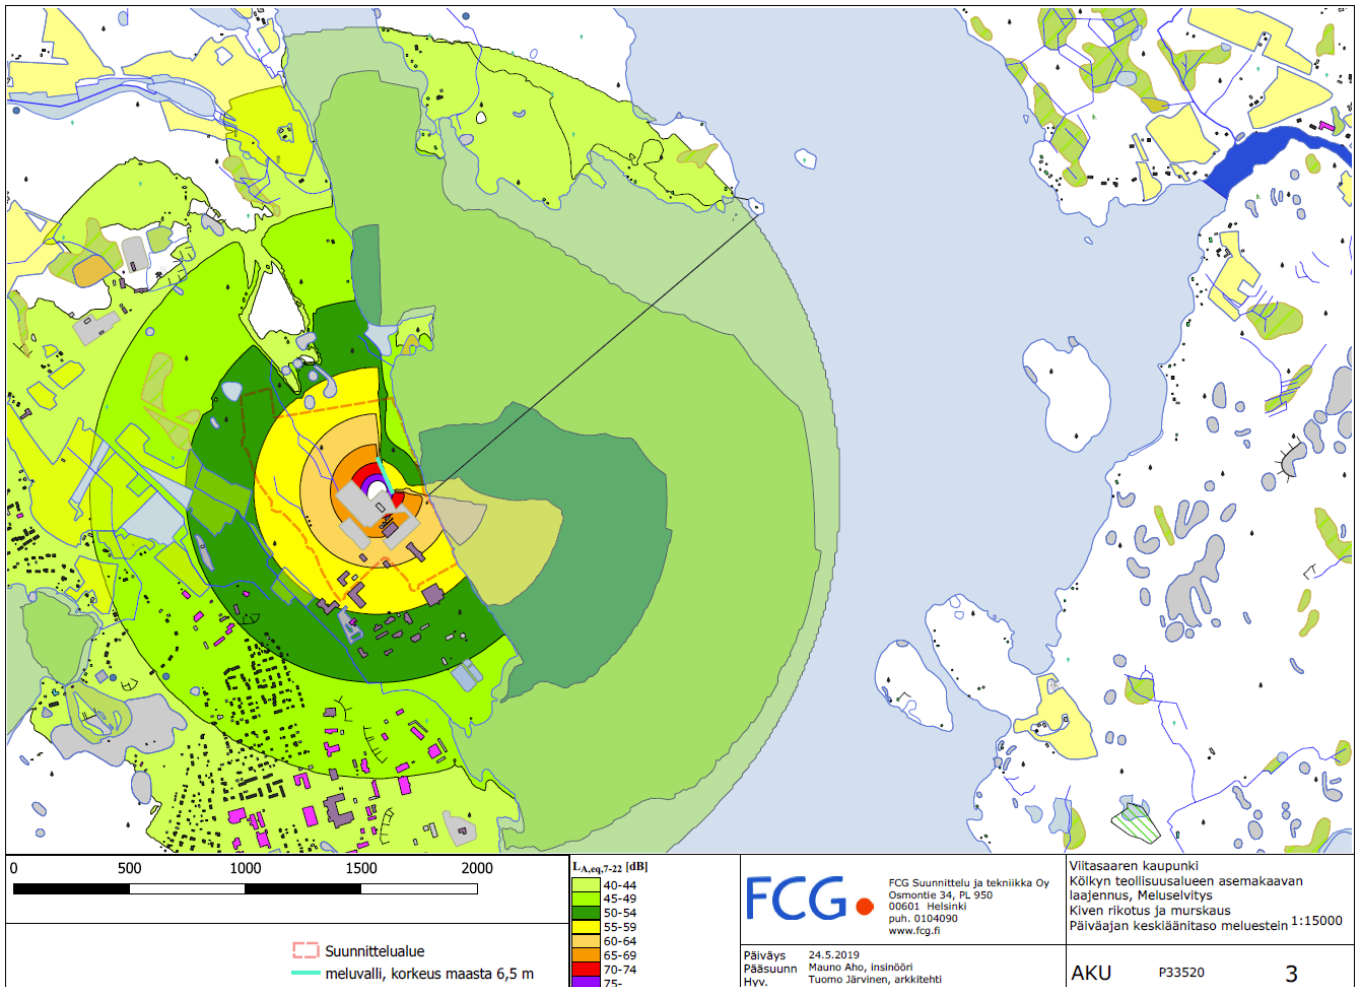 0 500 1000 1500 2000
Suunnittelualue
meluvalli, korkeus maasta 6,5 m
LA,eq,7-22 [dB]
40-44
45-49
50-54
55-59
60-64
65-69
70-74
75-
FCG
FCG Suunnittelu ja tekniikka Oy
Osmontie 34, PL 950
00601 Helsinki
puh. 0104090
www.fcg.fi
Päiväys 24.5.2019
Pääsuunn Mauno Aho, insinööri
Hyv. Tuomo Järvinen, arkkitehti
Viitasaaren kaupunki
Kölkyn teollisuusalueen asemakaavan
laajennus, Meluselvitys
Kiven rikotus ja murskaus
Päiväajan keskiäänitaso meluestein 1:15000
AKU P33520 3